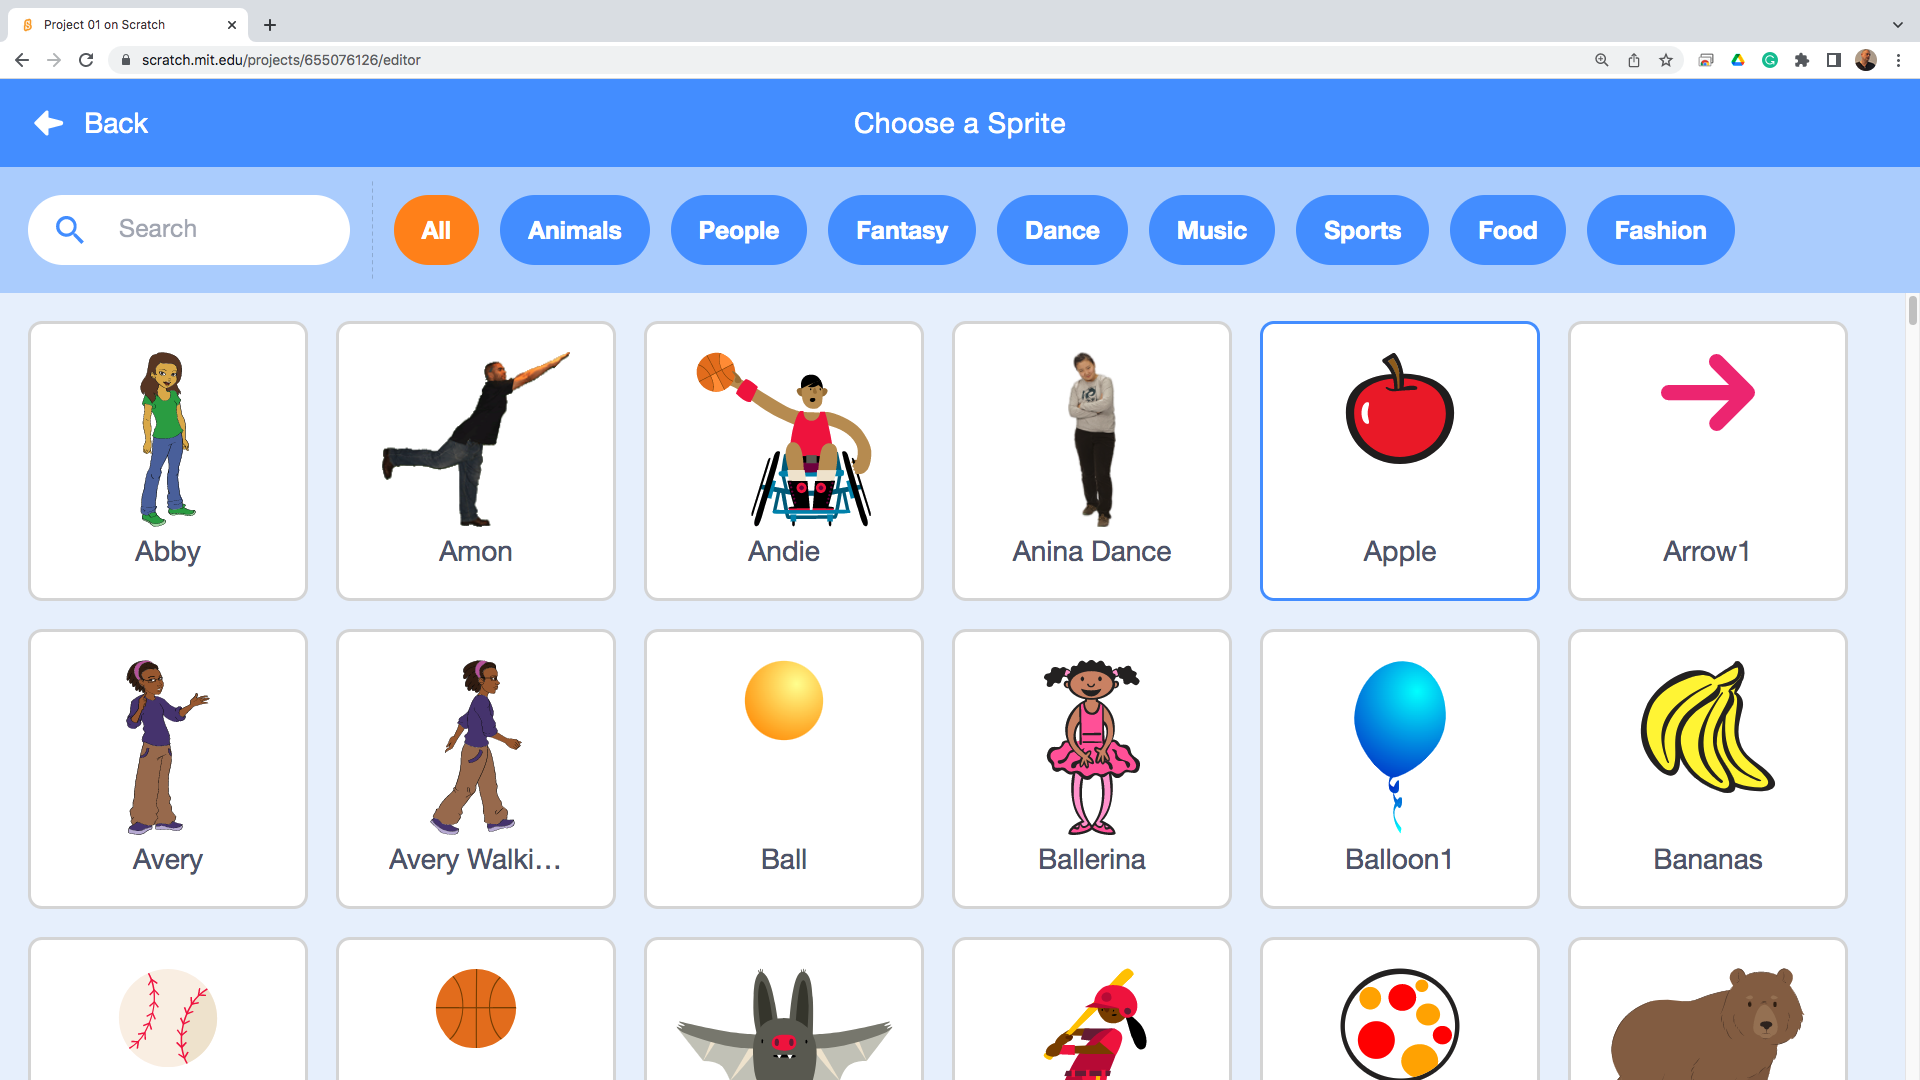 Project 01 on Scratch
scratch.mit.edu/projects/655076126/editor
Back
Choose a Sprite
Search
All
Animals
People
Fantasy
Dance
Music
Sports
Food
Fashion
Abby
Amon
Andie
Anina Dance
Apple
Arrow1
Avery
Avery Walki...
Ball
Ballerina
Balloon1
Bananas